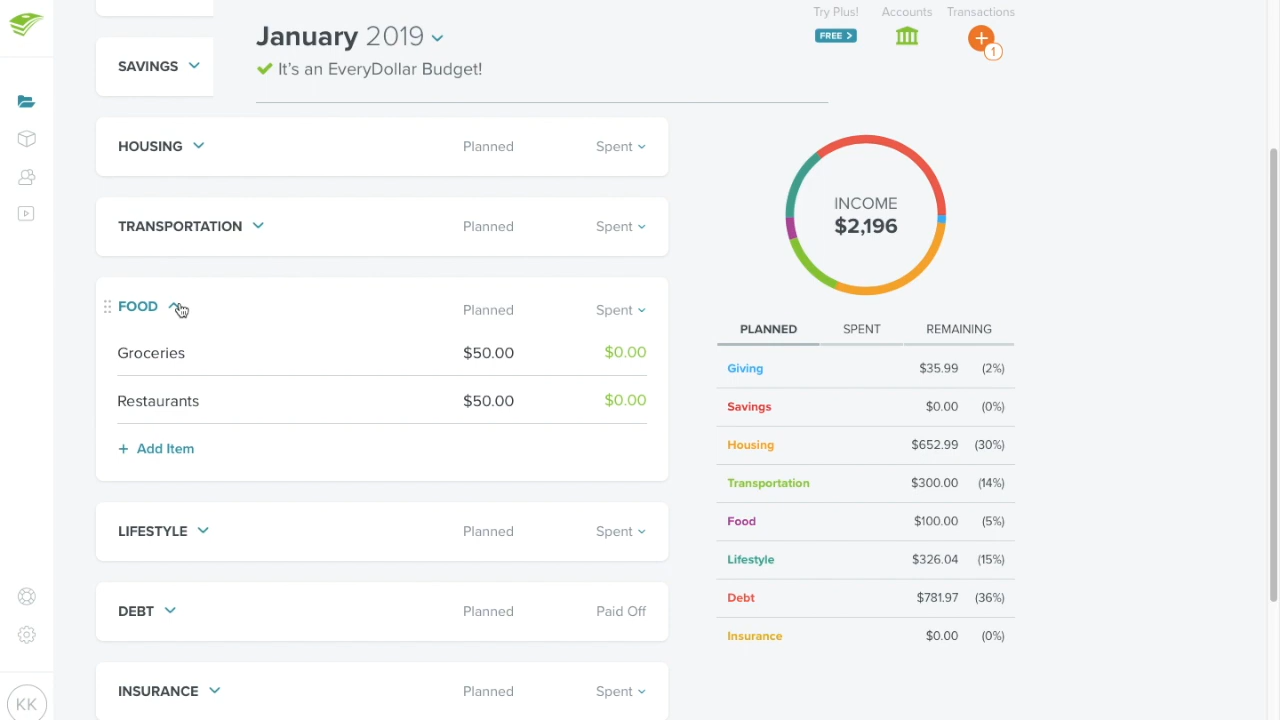 Try Plus! Accounts Transactions
January 2019
FREE >
1
SAVINGS
It's an EveryDollar Budget!
HOUSING Planned Spent
TRANSPORTATION Planned Spent
FOOD Planned Spent
Groceries $50.00 $0.00
Restaurants $50.00 $0.00
+ Add Item
LIFESTYLE Planned Spent
DEBT Planned Paid Off
INSURANCE Planned Spent
INCOME
$2,196
PLANNED SPENT REMAINING
Giving $35.99 (2%)
Savings $0.00 (0%)
Housing $652.99 (30%)
Transportation $300.00 (14%)
Food $100.00 (5%)
Lifestyle $326.04 (15%)
Debt $781.97 (36%)
Insurance $0.00 (0%)
KK